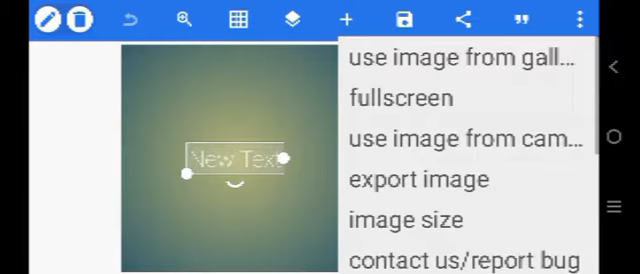 use image from gall...
fullscreen
New Text
use image from cam...
export image
image size
contact us/report bug